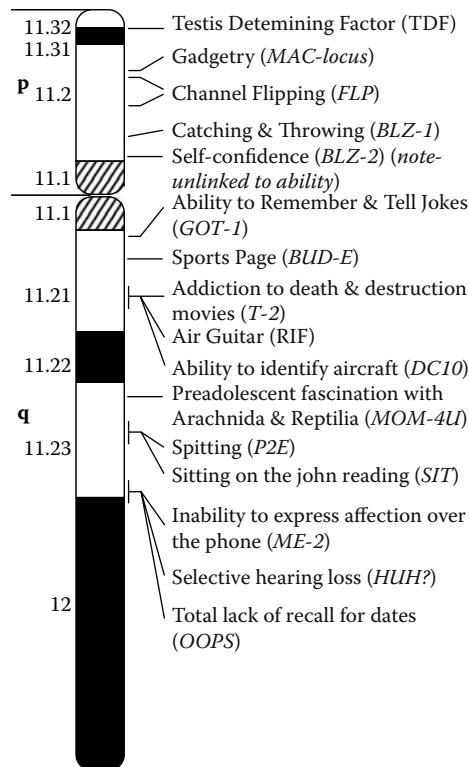 11.32
Testis Detemining Factor (TDF)
11.31
Gadgetry (MAC-locus)
p
11.2
Channel Flipping (FLP)
Catching & Throwing (BLZ-1)
Self-confidence (BLZ-2) (note-
11.1
unlinked to ability)
11.1
Ability to Remember & Tell Jokes
(GOT-1)
Sports Page (BUD-E)
11.21
Addiction to death & destruction
movies (T-2)
Air Guitar (RIF)
11.22
Ability to identify aircraft (DC10)
Preadolescent fascination with
q
Arachnida & Reptilia (MOM-4U)
11.23
Spitting (P2E)
Sitting on the john reading (SIT)
Inability to express affection over
the phone (ME-2)
Selective hearing loss (HUH?)
12
Total lack of recall for dates
(OOPS)